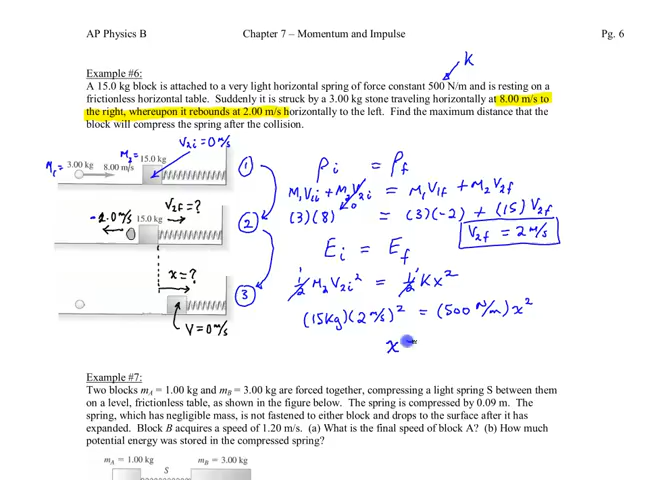 AP Physics B Chapter 7 – Momentum and Impulse Pg. 6
K
Example #6:
A 15.0 kg block is attached to a very light horizontal spring of force constant 500 N/m and is resting on a
frictionless horizontal table. Suddenly it is struck by a 3.00 kg stone traveling horizontally at 8.00 m/s to
the right, whereupon it rebounds at 2.00 m/s horizontally to the left. Find the maximum distance that the
block will compress the spring after the collision.
V2i = 0 m/s
M1= 3.00 kg 8.00 m/s M2 15.0 kg
1
Pi = Pf
M1V1i + M2V2i = M1V1f + M2V2f
0
-2.0 m/s 15.0 kg V2f = ?
2
(3)(8) = (3)(-2) + (15)V2f
V2f = 2 m/s
Ei = Ef
x = ?
3
½ M2V2i² = ½ Kx²
V = 0 m/s
(15kg)(2 m/s)² = (500 N/m)x²
x =
Example #7:
Two blocks mA = 1.00 kg and mB = 3.00 kg are forced together, compressing a light spring S between them
on a level, frictionless table, as shown in the figure below. The spring is compressed by 0.09 m. The
spring, which has negligible mass, is not fastened to either block and drops to the surface after it has
expanded. Block B acquires a speed of 1.20 m/s. (a) What is the final speed of block A? (b) How much
potential energy was stored in the compressed spring?
mA = 1.00 kg mB = 3.00 kg
S